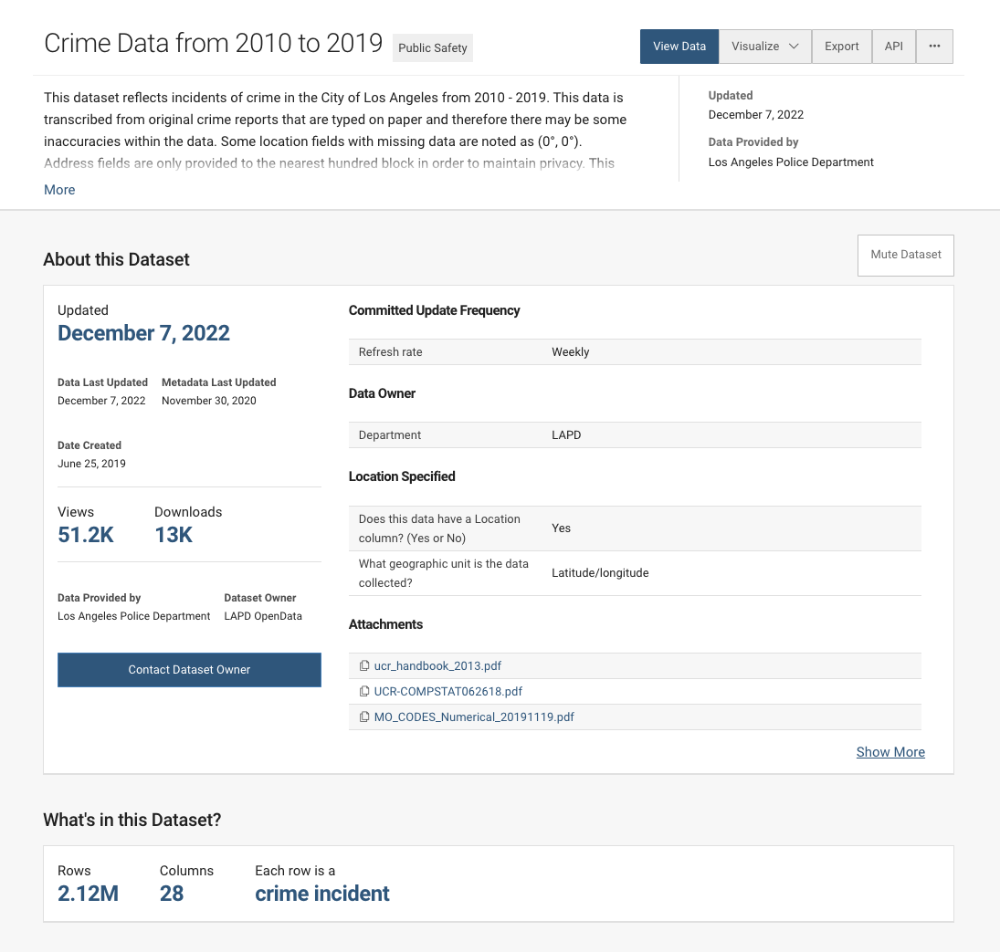 Crime Data from 2010 to 2019 Public Safety
View Data Visualize Export API ...
This dataset reflects incidents of crime in the City of Los Angeles from 2010 - 2019. This data is
transcribed from original crime reports that are typed on paper and therefore there may be some
inaccuracies within the data. Some location fields with missing data are noted as (0°, 0°).
Address fields are only provided to the nearest hundred block in order to maintain privacy. This
More
Updated
December 7, 2022
Data Provided by
Los Angeles Police Department
About this Dataset
Mute Dataset
Updated
December 7, 2022
Data Last Updated Metadata Last Updated
December 7, 2022 November 30, 2020
Date Created
June 25, 2019
Views Downloads
51.2K 13K
Data Provided by Dataset Owner
Los Angeles Police Department LAPD OpenData
Contact Dataset Owner
Committed Update Frequency
Refresh rate Weekly
Data Owner
Department LAPD
Location Specified
Does this data have a Location
column? (Yes or No)
Yes
What geographic unit is the data
collected?
Latitude/longitude
Attachments
ucr_handbook_2013.pdf
UCR-COMPSTAT062618.pdf
MO_CODES_Numerical_20191119.pdf
Show More
What's in this Dataset?
Rows Columns Each row is a
2.12M 28 crime incident